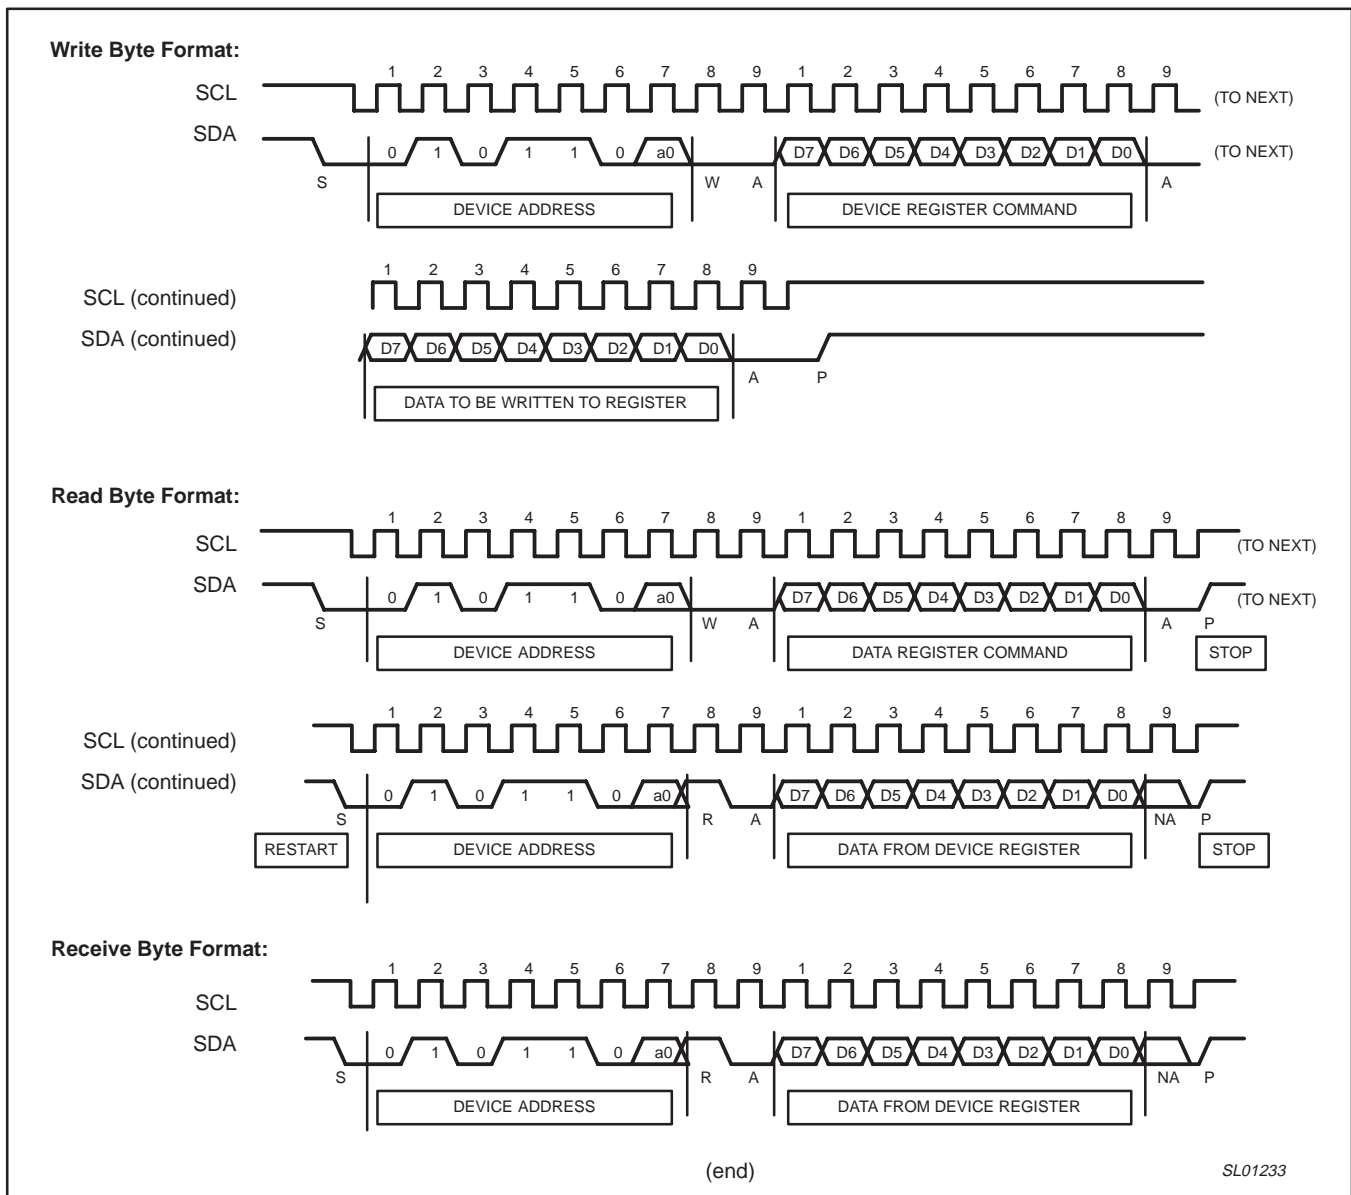 Write Byte Format:
1 2 3 4 5 6 7 8 9 1 2 3 4 5 6 7 8 9
SCL (TO NEXT)
SDA 0 1 0 1 1 0 a0 D7 D6 D5 D4 D3 D2 D1 D0 (TO NEXT)
S W A A
DEVICE ADDRESS DEVICE REGISTER COMMAND
1 2 3 4 5 6 7 8 9
SCL (continued)
SDA (continued) D7 D6 D5 D4 D3 D2 D1 D0
A P
DATA TO BE WRITTEN TO REGISTER
Read Byte Format:
1 2 3 4 5 6 7 8 9 1 2 3 4 5 6 7 8 9
SCL (TO NEXT)
SDA 0 1 0 1 1 0 a0 D7 D6 D5 D4 D3 D2 D1 D0 (TO NEXT)
S W A A P
DEVICE ADDRESS DATA REGISTER COMMAND STOP
1 2 3 4 5 6 7 8 9 1 2 3 4 5 6 7 8 9
SCL (continued)
SDA (continued) 0 1 0 1 1 0 a0 D7 D6 D5 D4 D3 D2 D1 D0
S R A NA P
RESTART DEVICE ADDRESS DATA FROM DEVICE REGISTER STOP
Receive Byte Format:
1 2 3 4 5 6 7 8 9 1 2 3 4 5 6 7 8 9
SCL
SDA 0 1 0 1 1 0 a0 D7 D6 D5 D4 D3 D2 D1 D0
S R A NA P
DEVICE ADDRESS DATA FROM DEVICE REGISTER
(end) SL01233